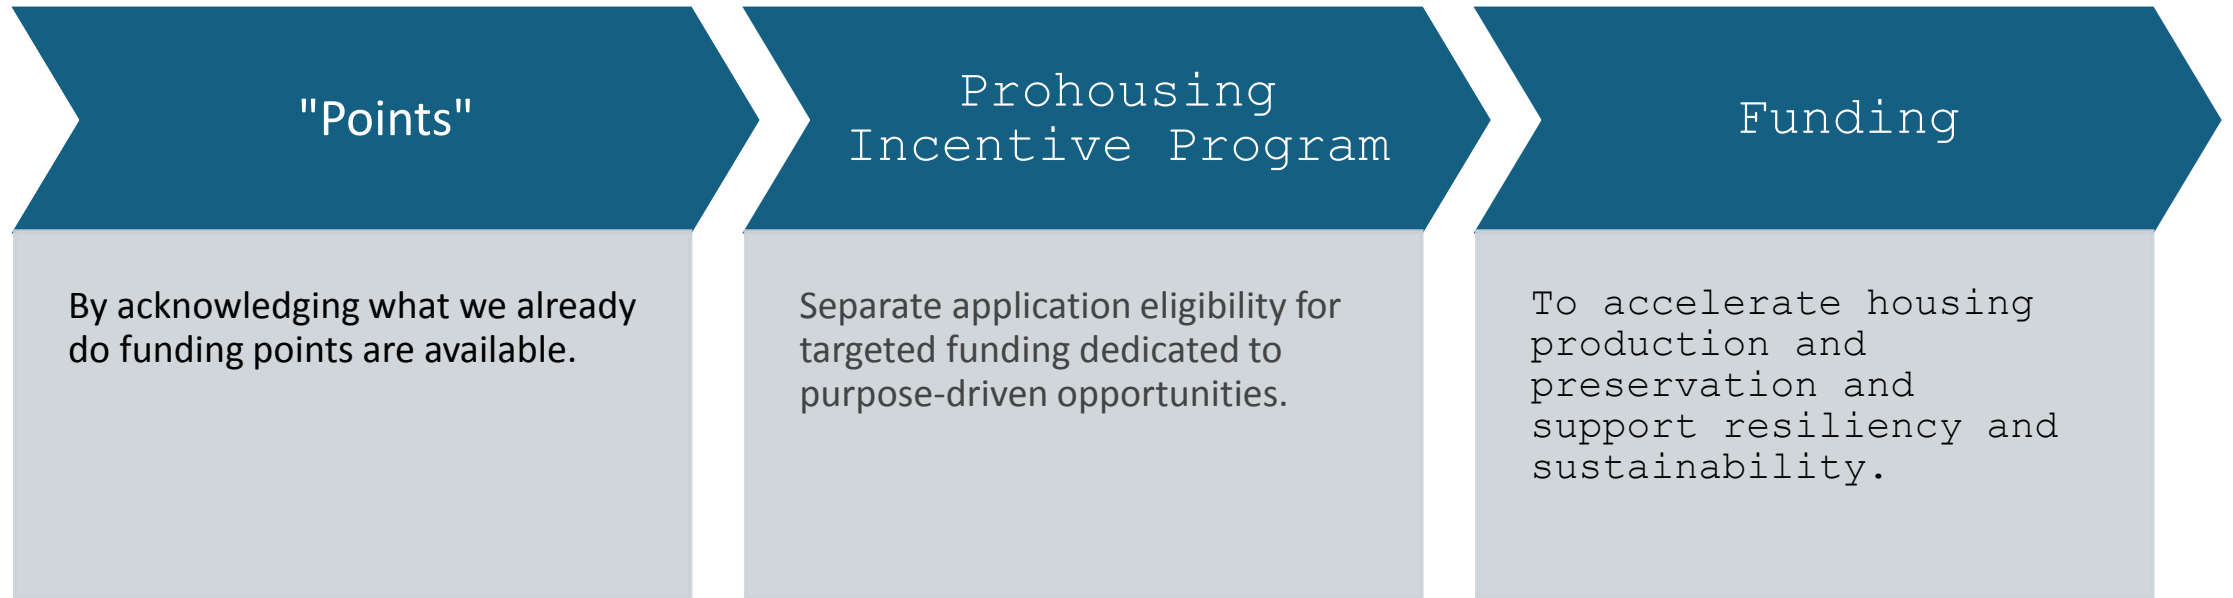 "Points"
By acknowledging what we already
do funding points are available.
Prohousing
Incentive Program
Separate application eligibility for
targeted funding dedicated to
purpose-driven opportunities.
Funding
To accelerate housing
production and
preservation and
support resiliency and
sustainability.